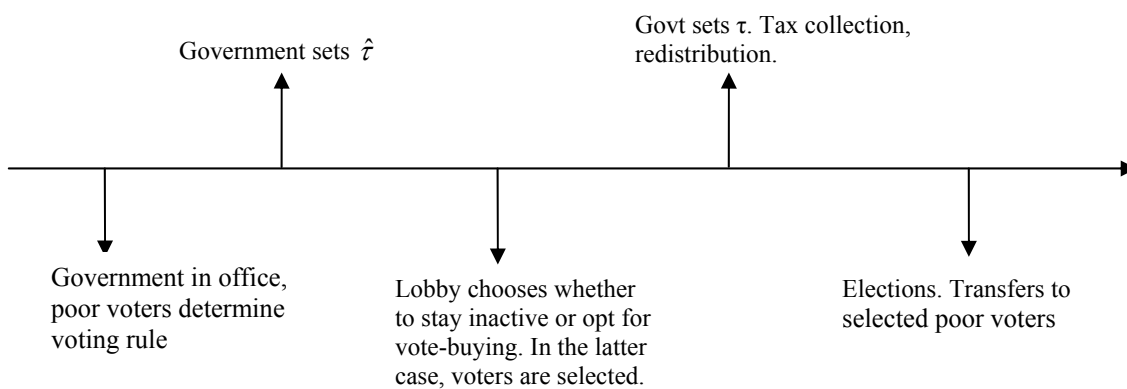 Government sets τ̂
Govt sets τ. Tax collection,
redistribution.
Government in office,
poor voters determine
voting rule
Lobby chooses whether
to stay inactive or opt for
vote-buying. In the latter
case, voters are selected.
Elections. Transfers to
selected poor voters